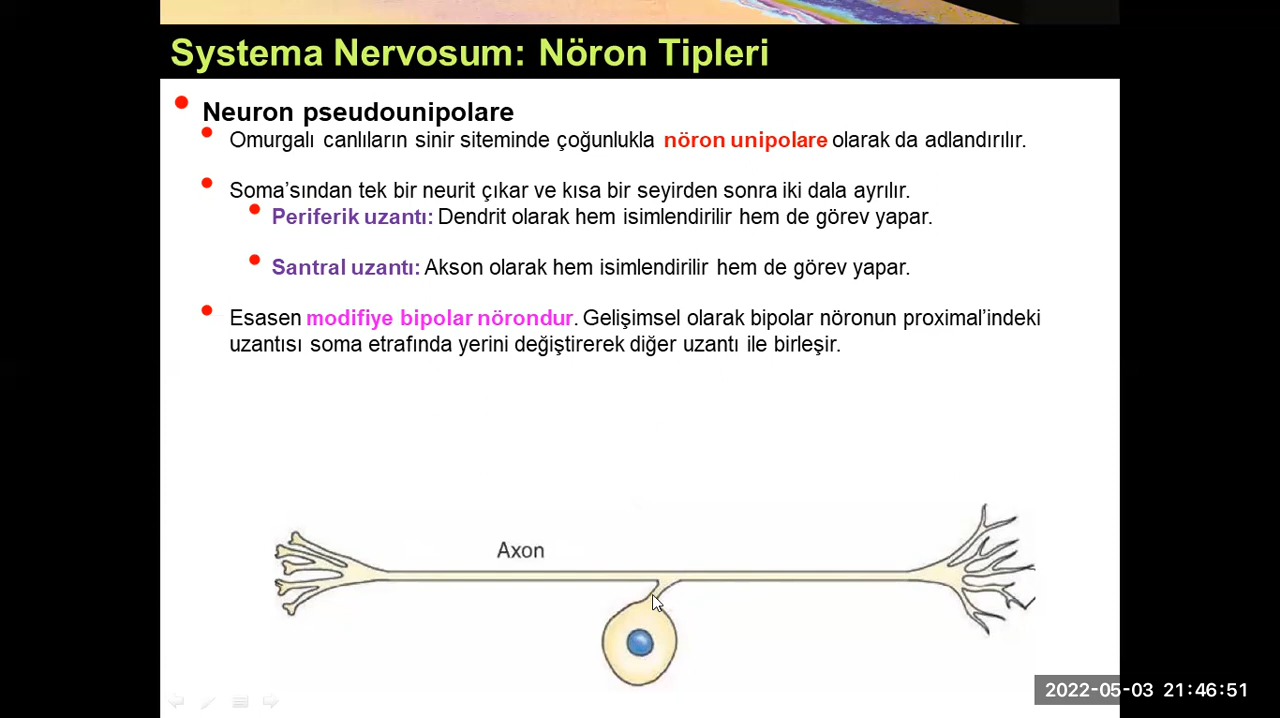 Systema Nervosum: Nöron Tipleri
Neuron pseudounipolare
Omurgalı canlıların sinir siteminde çoğunlukla nöron unipolare olarak da adlandırılır.
Soma'sından tek bir neurit çıkar ve kısa bir seyirden sonra iki dala ayrılır.
Periferik uzantı: Dendrit olarak hem isimlendirilir hem de görev yapar.
Santral uzantı: Akson olarak hem isimlendirilir hem de görev yapar.
Esasen modifiye bipolar nörondur. Gelişimsel olarak bipolar nöronun proximal'indeki
uzantısı soma etrafında yerini değiştirerek diğer uzantı ile birleşir.
Axon
2022-05-03 21:46:51